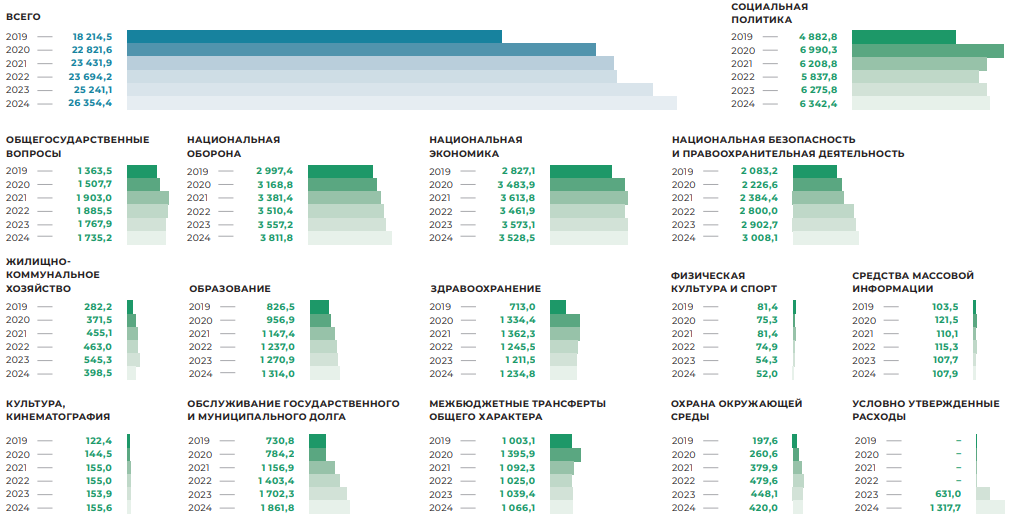 ВСЕГО
2019 — 18 214,5
2020 — 22 821,6
2021 — 23 431,9
2022 — 23 694,2
2023 — 25 241,1
2024 — 26 354,4
СОЦИАЛЬНАЯ
ПОЛИТИКА
2019 — 4 882,8
2020 — 6 990,3
2021 — 6 208,8
2022 — 5 837,8
2023 — 6 275,8
2024 — 6 342,4
ОБЩЕГОСУДАРСТВЕННЫЕ
ВОПРОСЫ
2019 — 1 363,5
2020 — 1 507,7
2021 — 1 903,0
2022 — 1 885,5
2023 — 1 767,9
2024 — 1 735,2
НАЦИОНАЛЬНАЯ
ОБОРОНА
2019 — 2 997,4
2020 — 3 168,8
2021 — 3 381,4
2022 — 3 510,4
2023 — 3 557,2
2024 — 3 811,8
НАЦИОНАЛЬНАЯ
ЭКОНОМИКА
2019 — 2 827,1
2020 — 3 483,9
2021 — 3 613,8
2022 — 3 461,9
2023 — 3 573,1
2024 — 3 528,5
НАЦИОНАЛЬНАЯ БЕЗОПАСНОСТЬ
И ПРАВООХРАНИТЕЛЬНАЯ ДЕЯТЕЛЬНОСТЬ
2019 — 2 083,2
2020 — 2 226,6
2021 — 2 384,4
2022 — 2 800,0
2023 — 2 902,7
2024 — 3 008,1
ЖИЛИЩНО-
КОММУНАЛЬНОЕ
ХОЗЯЙСТВО
2019 — 282,2
2020 — 371,5
2021 — 455,1
2022 — 463,0
2023 — 545,3
2024 — 398,5
ОБРАЗОВАНИЕ
2019 — 826,5
2020 — 956,9
2021 — 1 147,4
2022 — 1 237,0
2023 — 1 270,9
2024 — 1 314,0
ЗДРАВООХРАНЕНИЕ
2019 — 713,0
2020 — 1 334,4
2021 — 1 362,3
2022 — 1 245,5
2023 — 1 211,5
2024 — 1 234,8
ФИЗИЧЕСКАЯ
КУЛЬТУРА И СПОРТ
2019 — 81,4
2020 — 75,3
2021 — 81,4
2022 — 74,9
2023 — 54,3
2024 — 52,0
СРЕДСТВА МАССОВОЙ
ИНФОРМАЦИИ
2019 — 103,5
2020 — 121,5
2021 — 110,1
2022 — 115,3
2023 — 107,7
2024 — 107,9
КУЛЬТУРА,
КИНЕМАТОГРАФИЯ
2019 — 122,4
2020 — 144,5
2021 — 155,0
2022 — 155,0
2023 — 153,9
2024 — 155,6
ОБСЛУЖИВАНИЕ ГОСУДАРСТВЕННОГО
И МУНИЦИПАЛЬНОГО ДОЛГА
2019 — 730,8
2020 — 784,2
2021 — 1 156,9
2022 — 1 403,4
2023 — 1 702,3
2024 — 1 861,8
МЕЖБЮДЖЕТНЫЕ ТРАНСФЕРТЫ
ОБЩЕГО ХАРАКТЕРА
2019 — 1 003,1
2020 — 1 395,9
2021 — 1 092,3
2022 — 1 025,0
2023 — 1 039,4
2024 — 1 066,1
ОХРАНА ОКРУЖАЮЩЕЙ
СРЕДЫ
2019 — 197,6
2020 — 260,6
2021 — 379,9
2022 — 479,6
2023 — 448,1
2024 — 420,0
УСЛОВНО УТВЕРЖДЕННЫЕ
РАСХОДЫ
2019 — –
2020 — –
2021 — –
2022 — –
2023 — 631,0
2024 — 1 317,7